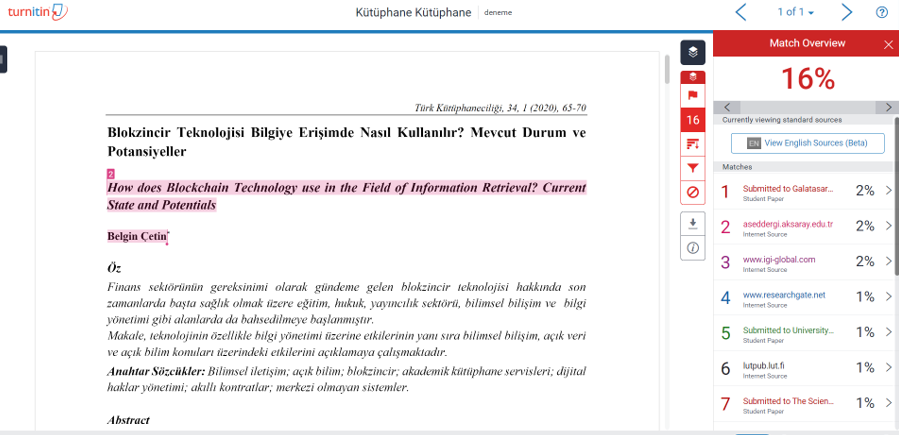 turnitin
Kütüphane Kütüphane
deneme
1 of 1
?
Türk Kütüphaneciliği, 34, 1 (2020), 65-70
Blokzincir Teknolojisi Bilgiye Erişimde Nasıl Kullanılır? Mevcut Durum ve
Potansiyeller
2
How does Blockchain Technology use in the Field of Information Retrieval? Current
State and Potentials
Belgin Çetin
Öz
Finans sektörünün gereksinimi olarak gündeme gelen blokzincir teknolojisi hakkında son
zamanlarda başta sağlık olmak üzere eğitim, hukuk, yayıncılık sektörü, bilimsel bilişim ve bilgi
yönetimi gibi alanlarda da bahsedilmeye başlanmıştır.
Makale, teknolojinin özellikle bilgi yönetimi üzerine etkilerinin yanı sıra bilimsel bilişim, açık veri
ve açık bilim konuları üzerindeki etkilerini açıklamaya çalışmaktadır.
Anahtar Sözcükler: Bilimsel iletişim; açık bilim; blokzincir; akademik kütüphane servisleri; dijital
haklar yönetimi; akıllı kontratlar; merkezi olmayan sistemler.
Abstract
16
Match Overview
16%
Currently viewing standard sources
EN View English Sources (Beta)
Matches
1 Submitted to Galatasar... 2%
Student Paper
2 aseddergi.aksaray.edu.tr 2%
Internet Source
3 www.igi-global.com 2%
Internet Source
4 www.researchgate.net 1%
Internet Source
5 Submitted to University... 1%
Student Paper
6 lutpub.lut.fi 1%
Internet Source
7 Submitted to The Scien... 1%
Student Paper